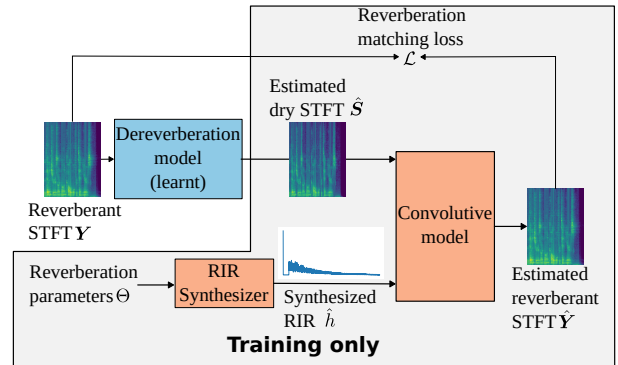 Reverberation
matching loss
ℒ
Estimated
dry STFT Ŝ
Dereverberation
model
(learnt)
Reverberant
STFT Y
Convolutive
model
Reverberation
parameters Θ
RIR
Synthesizer
Synthesized
RIR ĥ
Estimated
reverberant
STFT Ŷ
Training only